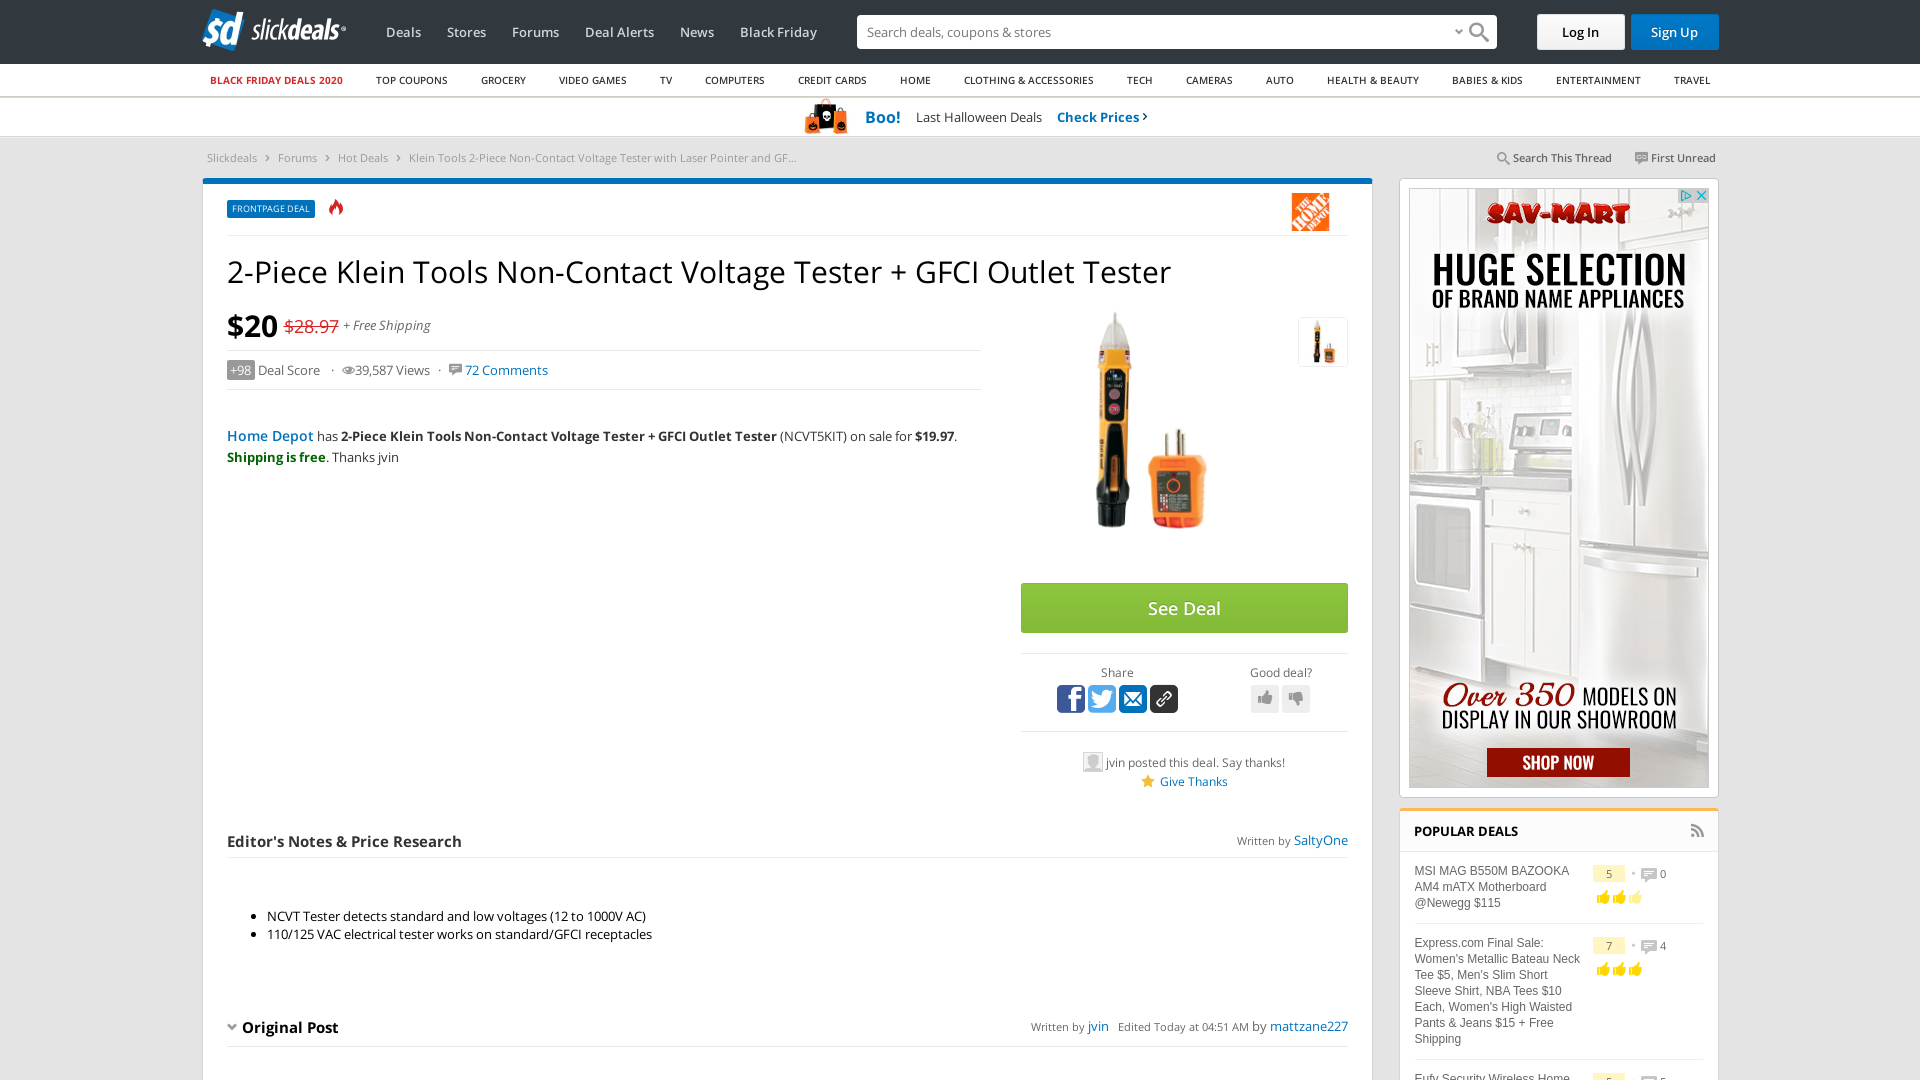 sd slickdeals®
Deals Stores Forums Deal Alerts News Black Friday
Search deals, coupons & stores
Log In Sign Up
BLACK FRIDAY DEALS 2020 TOP COUPONS GROCERY VIDEO GAMES TV COMPUTERS CREDIT CARDS HOME CLOTHING & ACCESSORIES TECH CAMERAS AUTO HEALTH & BEAUTY BABIES & KIDS ENTERTAINMENT TRAVEL
Boo! Last Halloween Deals Check Prices ›
Slickdeals › Forums › Hot Deals › Klein Tools 2-Piece Non-Contact Voltage Tester with Laser Pointer and GF...
Search This Thread First Unread
FRONTPAGE DEAL
THE HOME DEPOT
2-Piece Klein Tools Non-Contact Voltage Tester + GFCI Outlet Tester
$20 $28.97 + Free Shipping
+98 Deal Score · 39,587 Views · 72 Comments
Home Depot has 2-Piece Klein Tools Non-Contact Voltage Tester + GFCI Outlet Tester (NCVT5KIT) on sale for $19.97.
Shipping is free. Thanks jvin
See Deal
Share
Good deal?
jvin posted this deal. Say thanks!
Give Thanks
Editor's Notes & Price Research
Written by SaltyOne
• NCVT Tester detects standard and low voltages (12 to 1000V AC)
• 110/125 VAC electrical tester works on standard/GFCI receptacles
Original Post
Written by jvin Edited Today at 04:51 AM by mattzane227
SAV-MART
HUGE SELECTION
OF BRAND NAME APPLIANCES
Over 350 MODELS ON
DISPLAY IN OUR SHOWROOM
SHOP NOW
POPULAR DEALS
MSI MAG B550M BAZOOKA
AM4 mATX Motherboard
@Newegg $115
5 • 0
Express.com Final Sale:
Women's Metallic Bateau Neck
Tee $5, Men's Slim Short
Sleeve Shirt, NBA Tees $10
Each, Women's High Waisted
Pants & Jeans $15 + Free
Shipping
7 • 4
Eufy Security Wireless Home
5 • 5